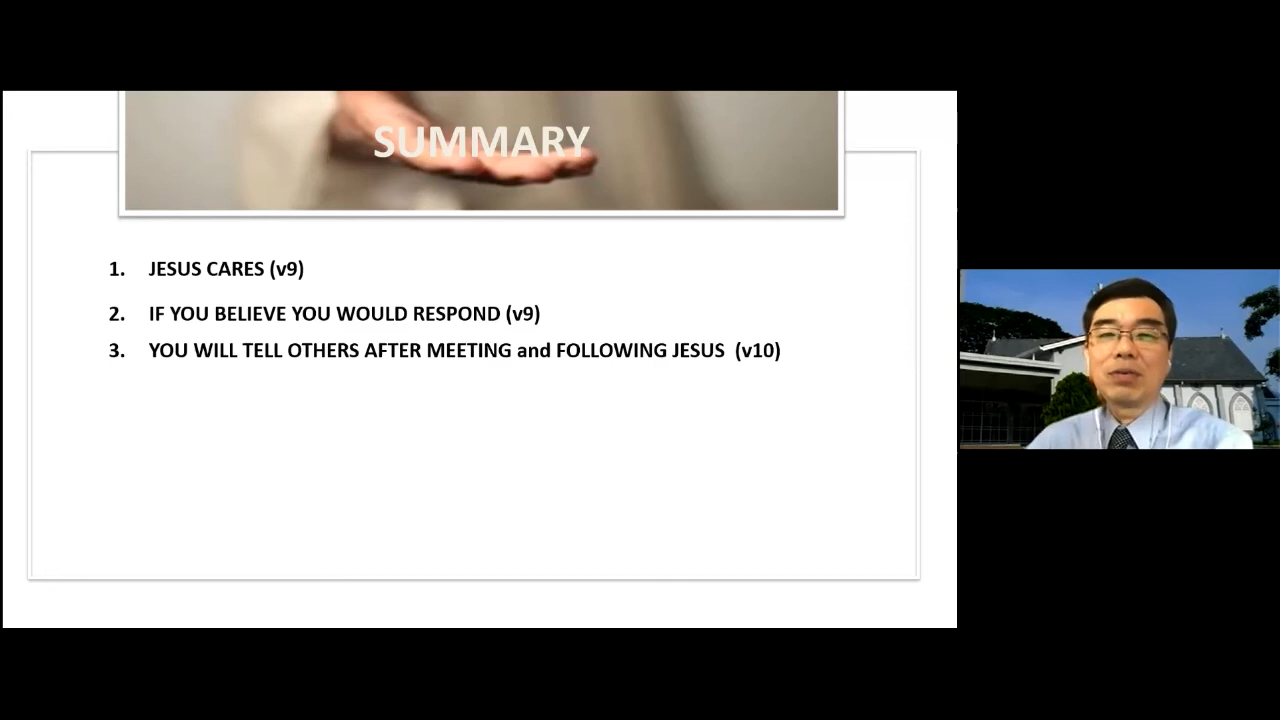 SUMMARY
1. JESUS CARES (v9)
2. IF YOU BELIEVE YOU WOULD RESPOND (v9)
3. YOU WILL TELL OTHERS AFTER MEETING and FOLLOWING JESUS (v10)